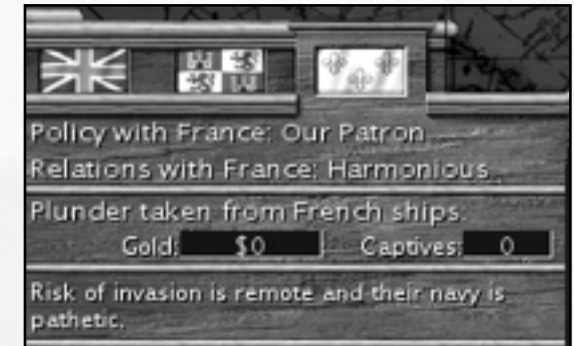 Policy with France: Our Patron
Relations with France: Harmonious
Plunder taken from French ships:
Gold: $0 Captives: 0
Risk of invasion is remote and their navy is
pathetic.